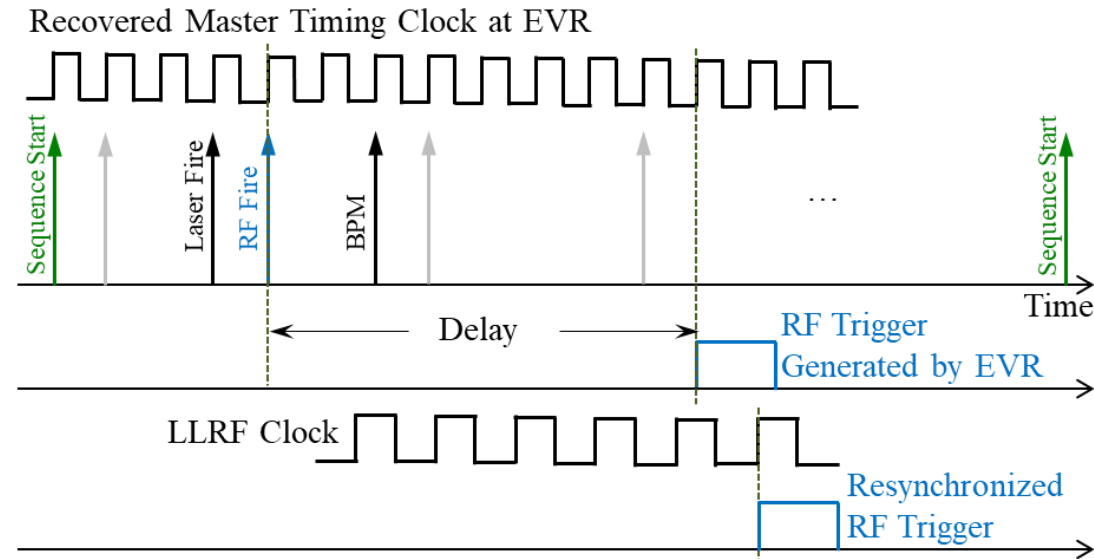 Recovered Master Timing Clock at EVR
Sequence Start
Laser Fire
RF Fire
BPM
...
Sequence Start
Time
Delay
RF Trigger
Generated by EVR
LLRF Clock
Resynchronized
RF Trigger